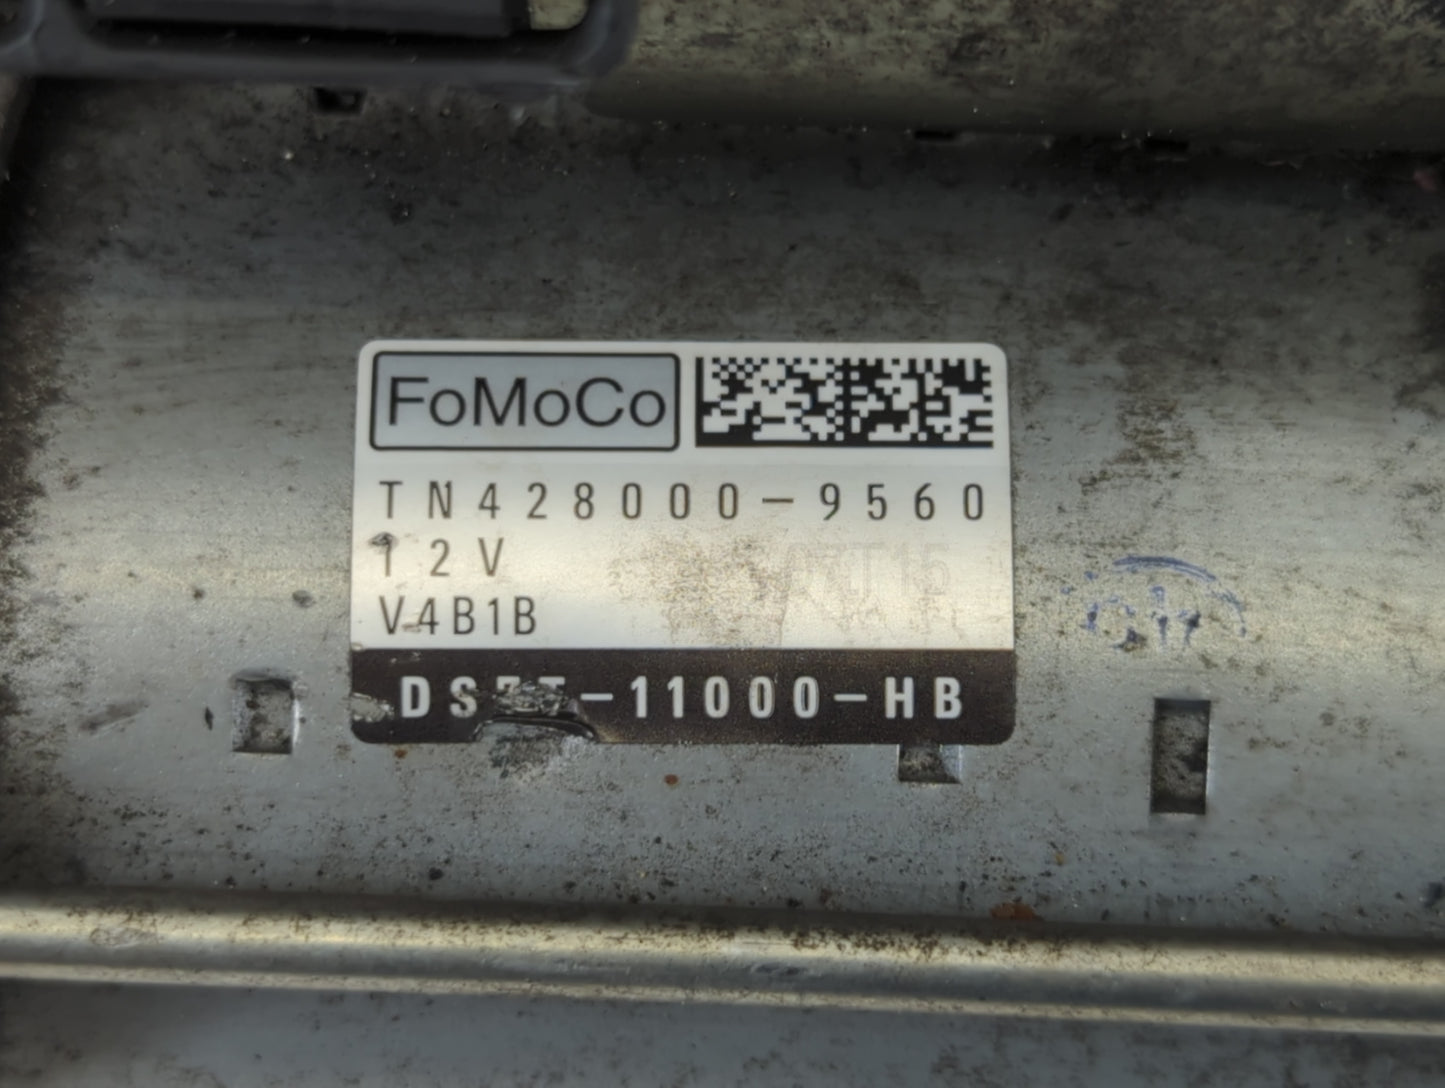 FoMoCo
TN428000-9560
12V
V4B1B
-11000-HB